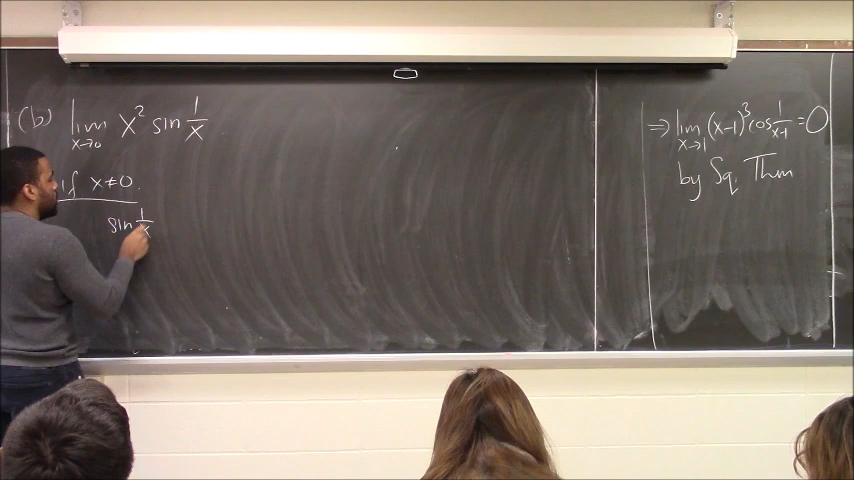 (b) lim x→0 x² sin 1/x
if x≠0.
sin 1/x
⇒ lim x→1 (x-1)³ cos 1/x-1 = 0
by Sq. Thm